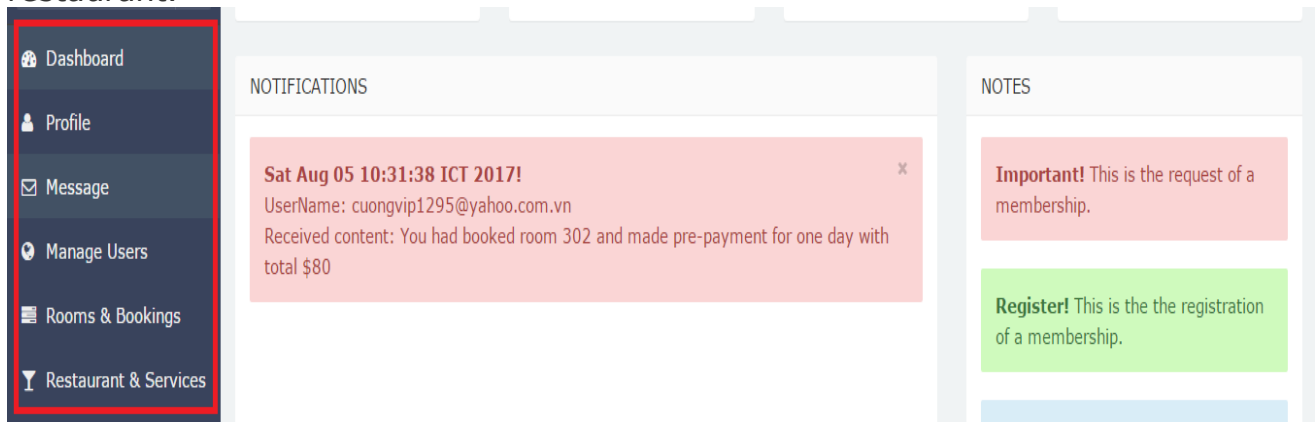 restaurant.
Dashboard
Profile
Message
Manage Users
Rooms & Bookings
Restaurant & Services
NOTIFICATIONS
Sat Aug 05 10:31:38 ICT 2017!
UserName: cuongvip1295@yahoo.com.vn
Received content: You had booked room 302 and made pre-payment for one day with
total $80
NOTES
Important! This is the request of a
membership.
Register! This is the the registration
of a membership.